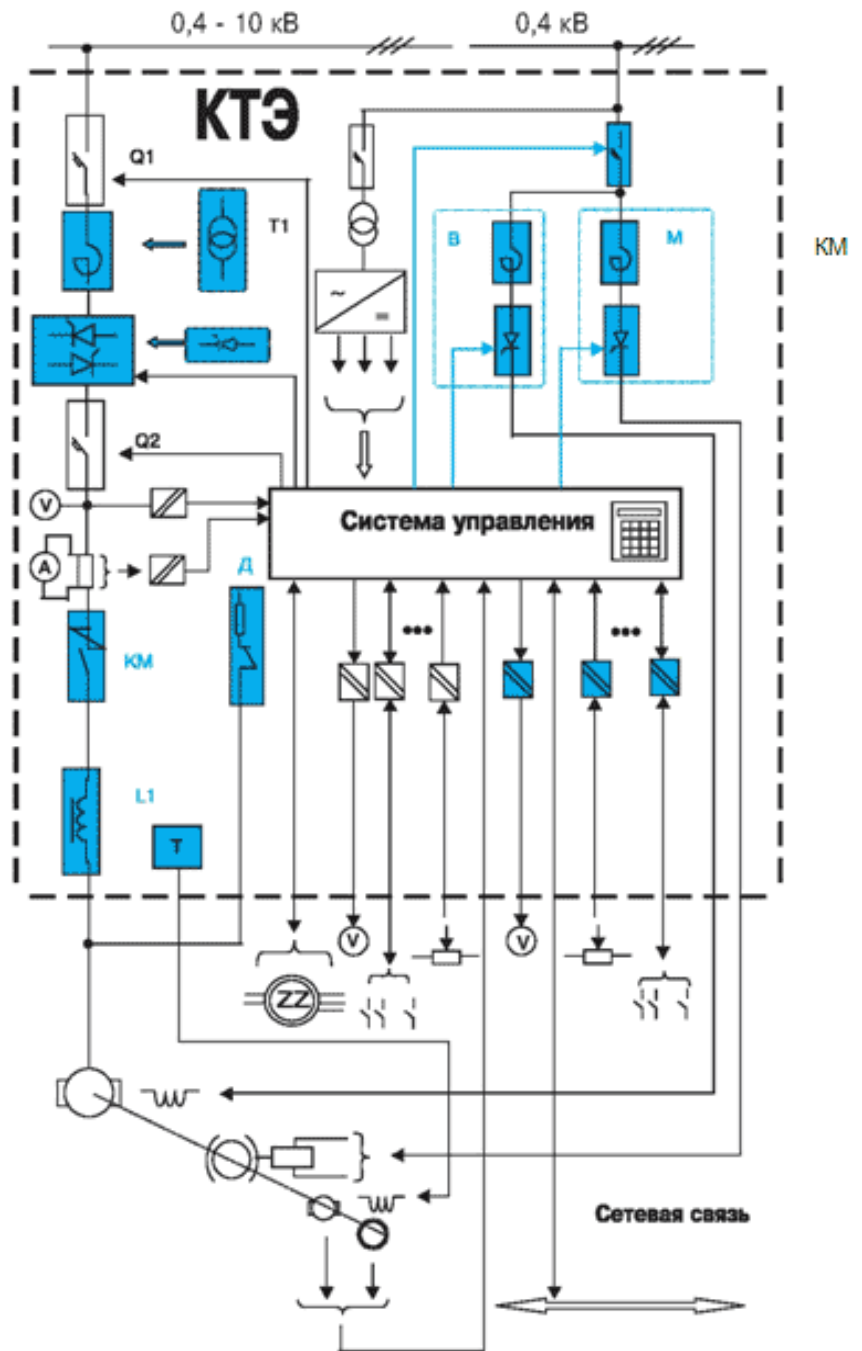 0,4 - 10 кВ
0,4 кВ
КТЭ
Q1
T1
В
М
КМ
Q2
V
Система управления
A
Д
КМ
L1
T
V
V
ZZ
Сетевая связь